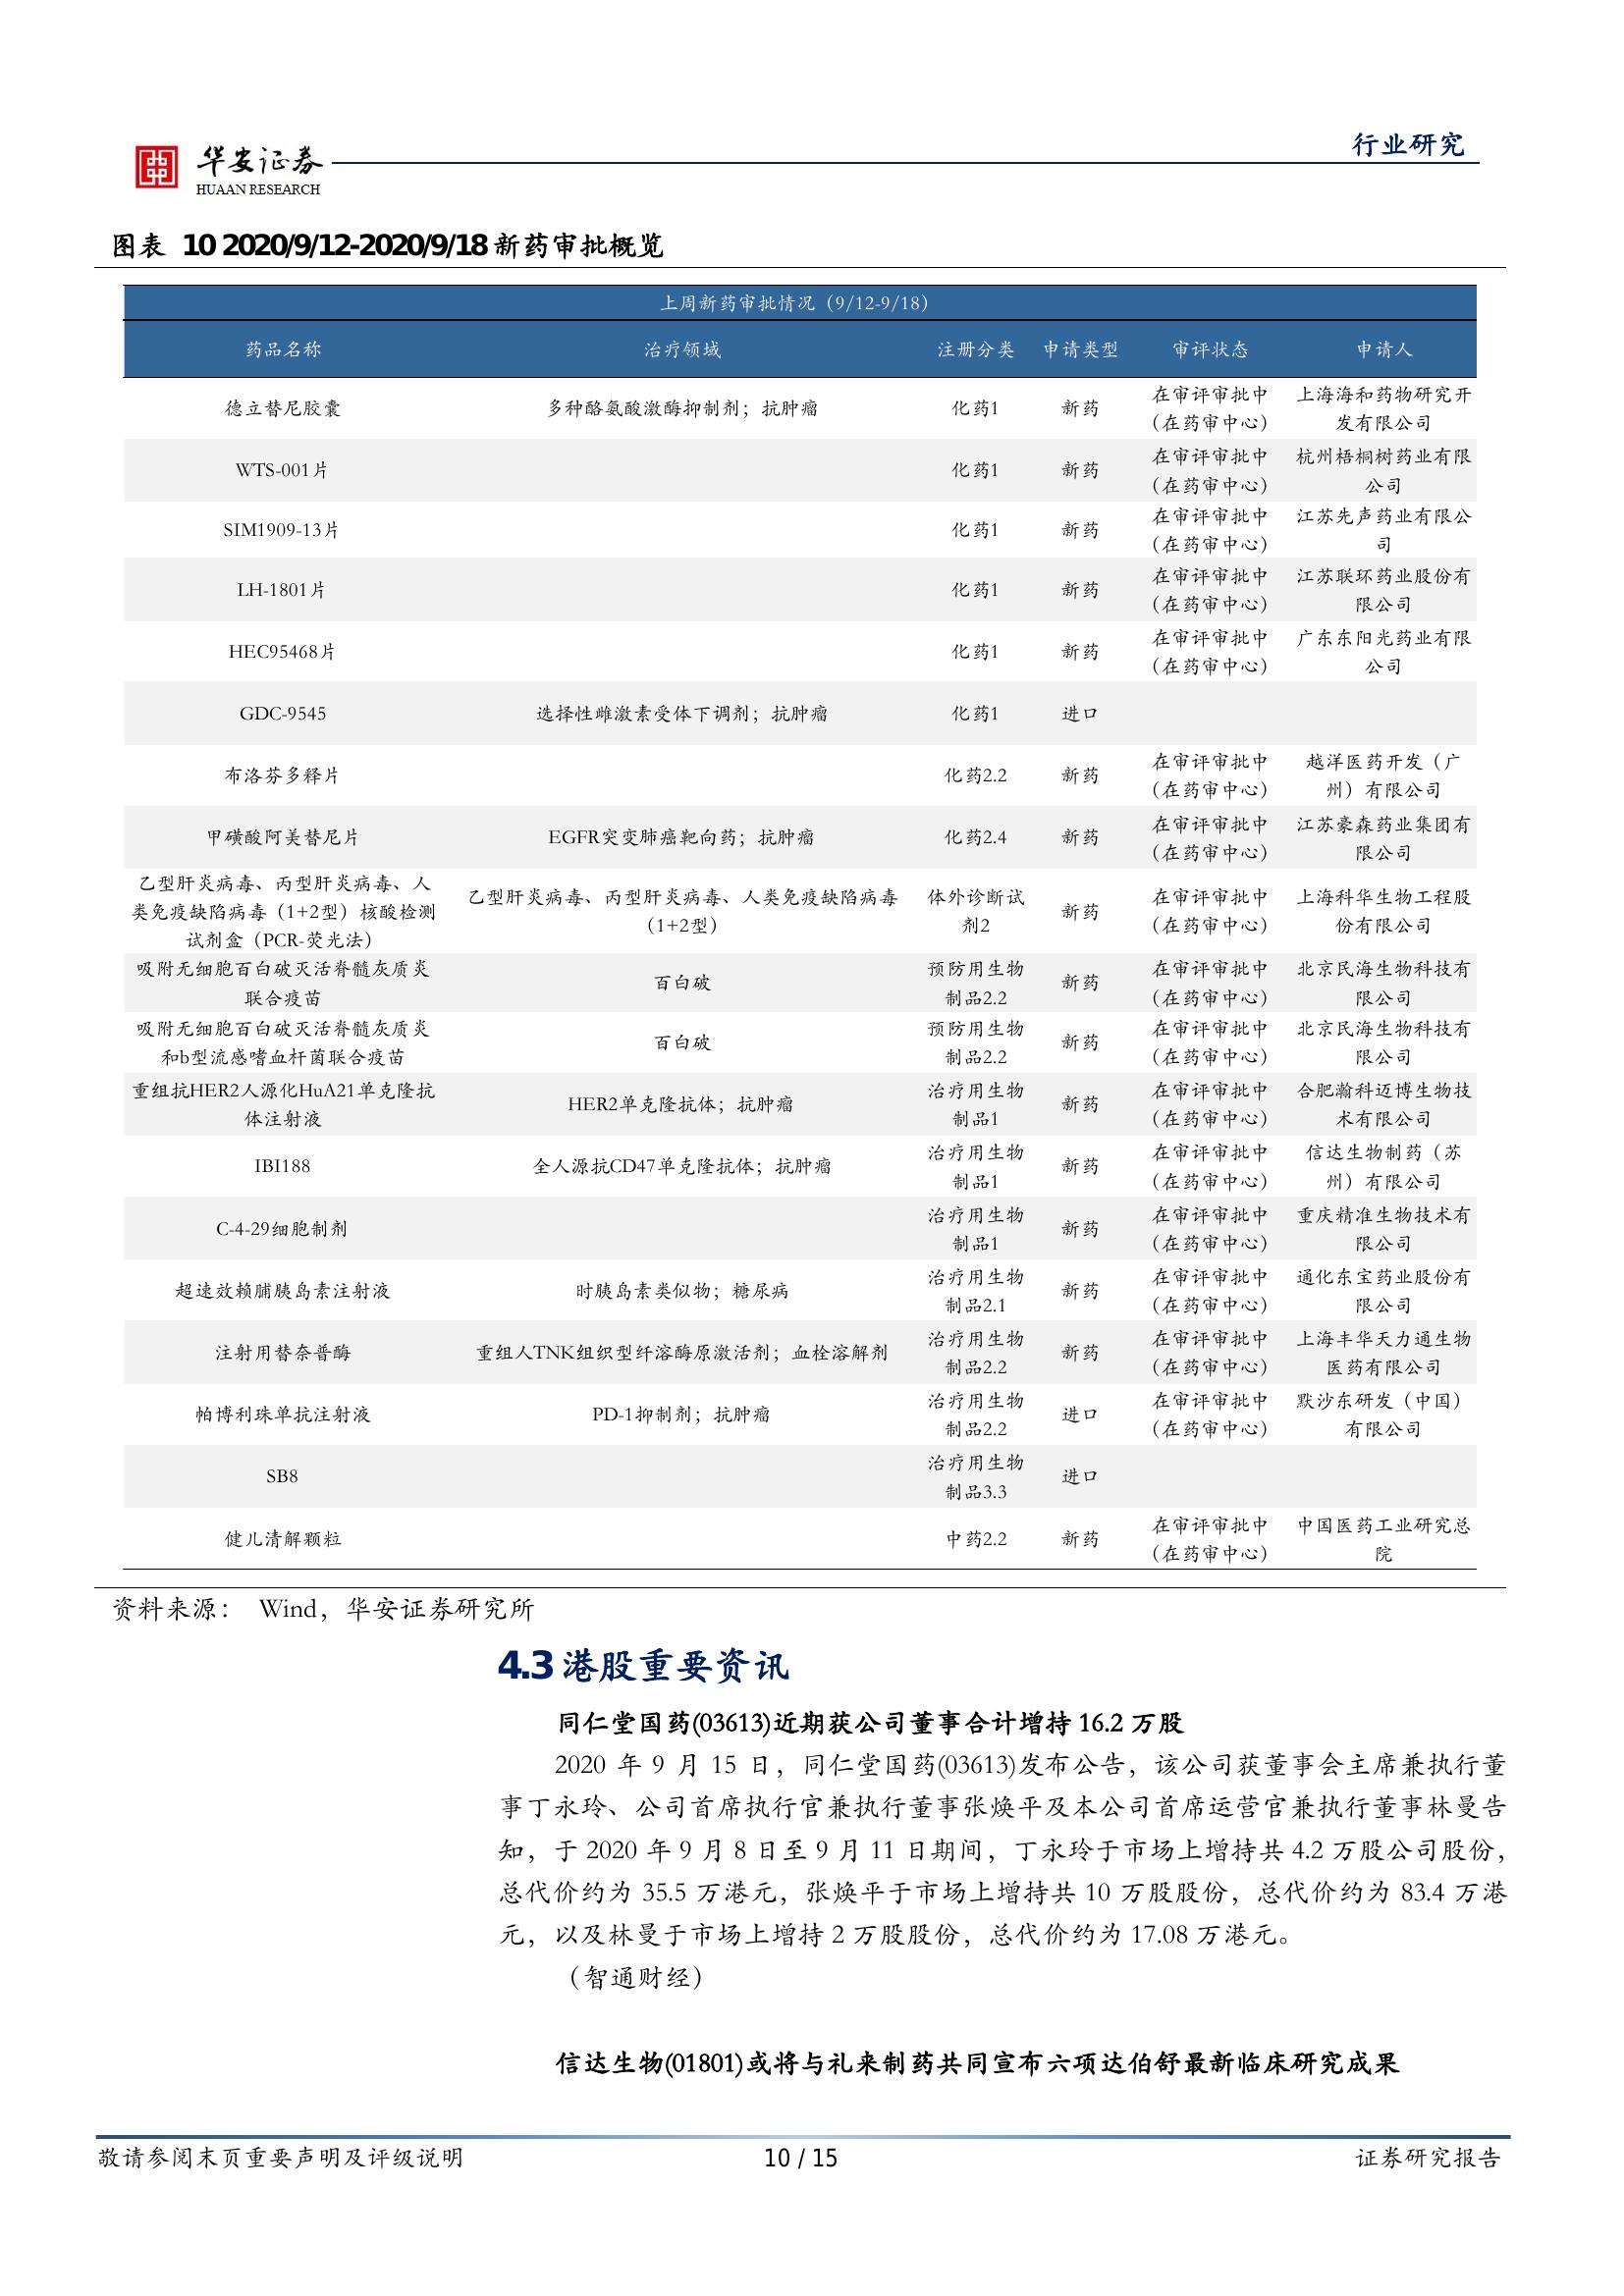 华安证券
HUAAN RESEARCH
行业研究
图表 10 2020/9/12-2020/9/18 新药审批概览
上周新药审批情况（9/12-9/18）
药品名称 治疗领域 注册分类 申请类型 审评状态 申请人
德立替尼胶囊 多种酪氨酸激酶抑制剂；抗肿瘤 化药1 新药 在审评审批中（在药审中心） 上海海和药物研究开发有限公司
WTS-001片 化药1 新药 在审评审批中（在药审中心） 杭州梧桐树药业有限公司
SIM1909-13片 化药1 新药 在审评审批中（在药审中心） 江苏先声药业有限公司
LH-1801片 化药1 新药 在审评审批中（在药审中心） 江苏联环药业股份有限公司
HEC95468片 化药1 新药 在审评审批中（在药审中心） 广东东阳光药业有限公司
GDC-9545 选择性雌激素受体下调剂；抗肿瘤 化药1 进口
布洛芬多释片 化药2.2 新药 在审评审批中（在药审中心） 越洋医药开发（广州）有限公司
甲磺酸阿美替尼片 EGFR突变肺癌靶向药；抗肿瘤 化药2.4 新药 在审评审批中（在药审中心） 江苏豪森药业集团有限公司
乙型肝炎病毒、丙型肝炎病毒、人类免疫缺陷病毒（1+2型）核酸检测试剂盒（PCR-荧光法） 乙型肝炎病毒、丙型肝炎病毒、人类免疫缺陷病毒（1+2型） 体外诊断试剂2 新药 在审评审批中（在药审中心） 上海科华生物工程股份有限公司
吸附无细胞百白破灭活脊髓灰质炎联合疫苗 百白破 预防用生物制品2.2 新药 在审评审批中（在药审中心） 北京民海生物科技有限公司
吸附无细胞百白破灭活脊髓灰质炎和b型流感嗜血杆菌联合疫苗 百白破 预防用生物制品2.2 新药 在审评审批中（在药审中心） 北京民海生物科技有限公司
重组抗HER2人源化HuA21单克隆抗体注射液 HER2单克隆抗体；抗肿瘤 治疗用生物制品1 新药 在审评审批中（在药审中心） 合肥瀚科迈博生物技术有限公司
IBI188 全人源抗CD47单克隆抗体；抗肿瘤 治疗用生物制品1 新药 在审评审批中（在药审中心） 信达生物制药（苏州）有限公司
C-4-29细胞制剂 治疗用生物制品1 新药 在审评审批中（在药审中心） 重庆精准生物技术有限公司
超速效赖脯胰岛素注射液 时胰岛素类似物；糖尿病 治疗用生物制品2.1 新药 在审评审批中（在药审中心） 通化东宝药业股份有限公司
注射用替奈普酶 重组人TNK组织型纤溶酶原激活剂；血栓溶解剂 治疗用生物制品2.2 新药 在审评审批中（在药审中心） 上海丰华天力通生物医药有限公司
帕博利珠单抗注射液 PD-1抑制剂；抗肿瘤 治疗用生物制品2.2 进口 在审评审批中（在药审中心） 默沙东研发（中国）有限公司
SB8 治疗用生物制品3.3 进口
健儿清解颗粒 中药2.2 新药 在审评审批中（在药审中心） 中国医药工业研究总院
资料来源： Wind，华安证券研究所
4.3 港股重要资讯
同仁堂国药(03613)近期获公司董事合计增持 16.2 万股
2020 年 9 月 15 日，同仁堂国药(03613)发布公告，该公司获董事会主席兼执行董
事丁永玲、公司首席执行官兼执行董事张焕平及本公司首席运营官兼执行董事林曼告
知，于 2020 年 9 月 8 日至 9 月 11 日期间，丁永玲于市场上增持共 4.2 万股公司股份，
总代价约为 35.5 万港元，张焕平于市场上增持共 10 万股股份，总代价约为 83.4 万港
元，以及林曼于市场上增持 2 万股股份，总代价约为 17.08 万港元。
（智通财经）
信达生物(01801)或将与礼来制药共同宣布六项达伯舒最新临床研究成果
敬请参阅末页重要声明及评级说明 10 / 15 证券研究报告